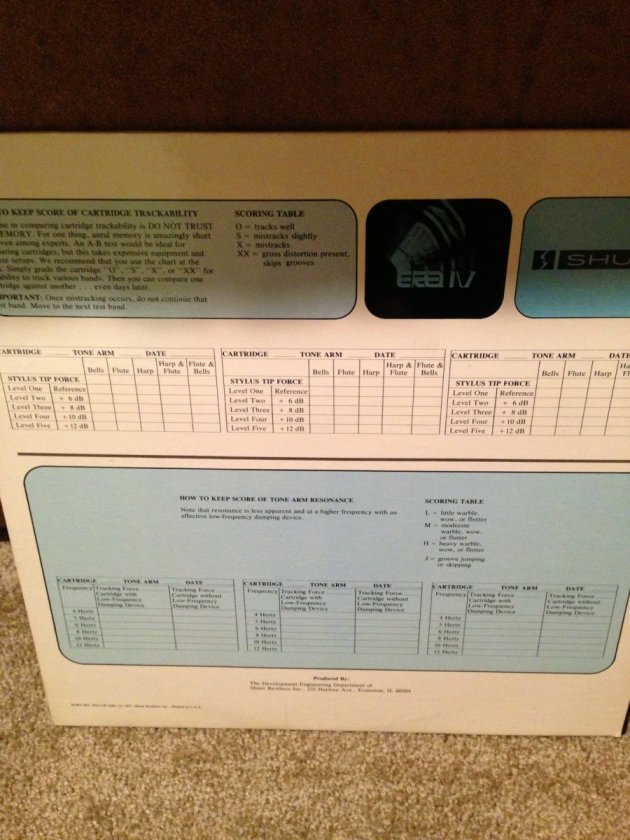 TO KEEP SCORE OF CARTRIDGE TRACKABILITY
me in comparing cartridge trackability is DO NOT TRUST
EMORY. For one thing, aural memory is amazingly short
ven among experts. An A-B test would be ideal for
aring cartridges, but this takes expensive equipment and
se setups. We recommend that you use the chart at the
. Simply grade the cartridge "O", "S", "X", or "XX" for
ability to track various bands. Then you can compare one
tridge against another . . . even days later.
PORTANT: Once mistracking occurs, do not continue that
st band. Move to the next test band.
SCORING TABLE
O = tracks well
S = mistracks slightly
X = mistracks
XX = gross distortion present,
skips grooves
era IV
SHU
CARTRIDGE TONE ARM DATE
Bells Flute Harp Harp & Flute Flute & Bells
STYLUS TIP FORCE
Level One Reference
Level Two + 6 dB
Level Three + 8 dB
Level Four +10 dB
Level Five +12 dB
CARTRIDGE TONE ARM DATE
Bells Flute Harp Harp & Flute Flute & Bells
STYLUS TIP FORCE
Level One Reference
Level Two + 6 dB
Level Three + 8 dB
Level Four +10 dB
Level Five +12 dB
CARTRIDGE TONE ARM DATE
Bells Flute Harp Ha Fl
STYLUS TIP FORCE
Level One Reference
Level Two + 6 dB
Level Three + 8 dB
Level Four +10 dB
Level Five +12 dB
HOW TO KEEP SCORE OF TONE ARM RESONANCE
Note that resonance is less apparent and at a higher frequency with an
effective low-frequency damping device.
SCORING TABLE
L = little warble,
wow, or flutter
M = moderate
warble, wow,
or flutter
H = heavy warble,
wow, or flutter
J = groove jumping
or skipping
CARTRIDGE TONE ARM DATE
Frequency Tracking Force Cartridge with Low-Frequency Damping Device Tracking Force Cartridge without Low-Frequency Damping Device
4 Hertz
5 Hertz
6 Hertz
8 Hertz
10 Hertz
12 Hertz
CARTRIDGE TONE ARM DATE
Frequency Tracking Force Cartridge with Low-Frequency Damping Device Tracking Force Cartridge without Low-Frequency Damping Device
4 Hertz
5 Hertz
6 Hertz
8 Hertz
10 Hertz
12 Hertz
CARTRIDGE TONE ARM DATE
Frequency Tracking Force Cartridge with Low-Frequency Damping Device Tracking Force Cartridge without Low-Frequency Damping Device
4 Hertz
5 Hertz
6 Hertz
8 Hertz
10 Hertz
12 Hertz
Produced By:
The Development Engineering Department of
Shure Brothers Inc., 222 Hartrey Ave., Evanston, IL 60204
Shure Brothers Inc. Printed in U.S.A.